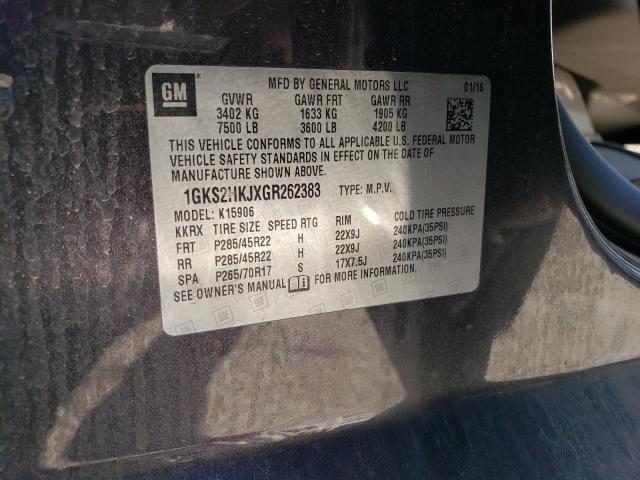 GM
MFD BY GENERAL MOTORS LLC 01/16
GVWR GAWR FRT GAWR RR
3402 KG 1633 KG 1905 KG
7500 LB 3600 LB 4200 LB
THIS VEHICLE CONFORMS TO ALL APPLICABLE U.S. FEDERAL MOTOR
VEHICLE SAFETY STANDARDS IN EFFECT ON THE DATE OF
MANUFACTURE SHOWN ABOVE.
1GKS2HKJXGR262383 TYPE: M.P.V.
MODEL: K15906
KKRX TIRE SIZE SPEED RTG RIM COLD TIRE PRESSURE
FRT P285/45R22 H 22X9J 240KPA(35PSI)
RR P285/45R22 H 22X9J 240KPA(35PSI)
SPA P265/70R17 S 17X7.5J 240KPA(35PSI)
SEE OWNER'S MANUAL FOR MORE INFORMATION.